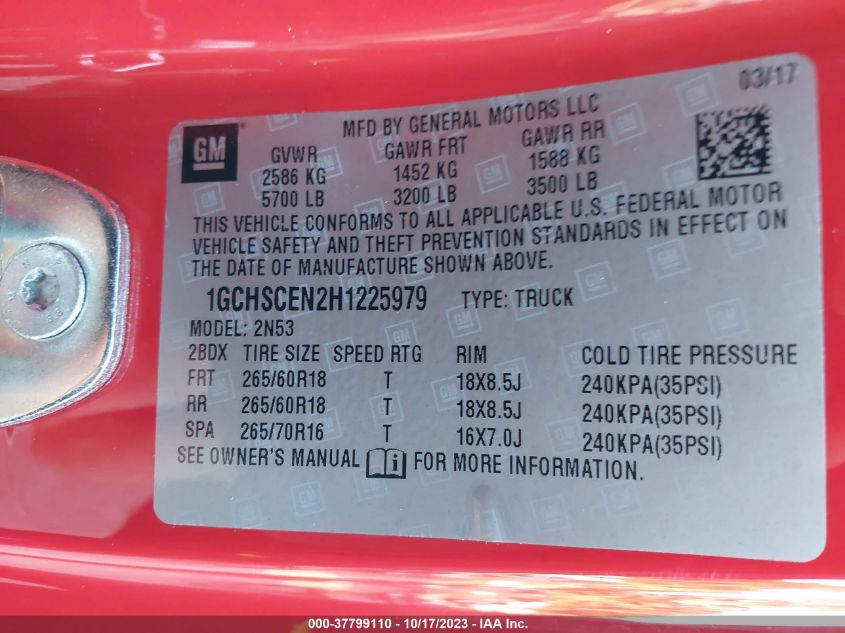 03/17
MFD BY GENERAL MOTORS LLC
GM
GVWR GAWR FRT GAWR RR
2586 KG 1452 KG 1588 KG
5700 LB 3200 LB 3500 LB
THIS VEHICLE CONFORMS TO ALL APPLICABLE U.S. FEDERAL MOTOR
VEHICLE SAFETY AND THEFT PREVENTION STANDARDS IN EFFECT ON
THE DATE OF MANUFACTURE SHOWN ABOVE.
1GCHSCEN2H1225979 TYPE: TRUCK
MODEL: 2N53
2BDX TIRE SIZE SPEED RTG RIM COLD TIRE PRESSURE
FRT 265/60R18 T 18X8.5J 240KPA(35PSI)
RR 265/60R18 T 18X8.5J 240KPA(35PSI)
SPA 265/70R16 T 16X7.0J 240KPA(35PSI)
SEE OWNER'S MANUAL i FOR MORE INFORMATION.
000-37799110 - 10/17/2023 - IAA Inc.